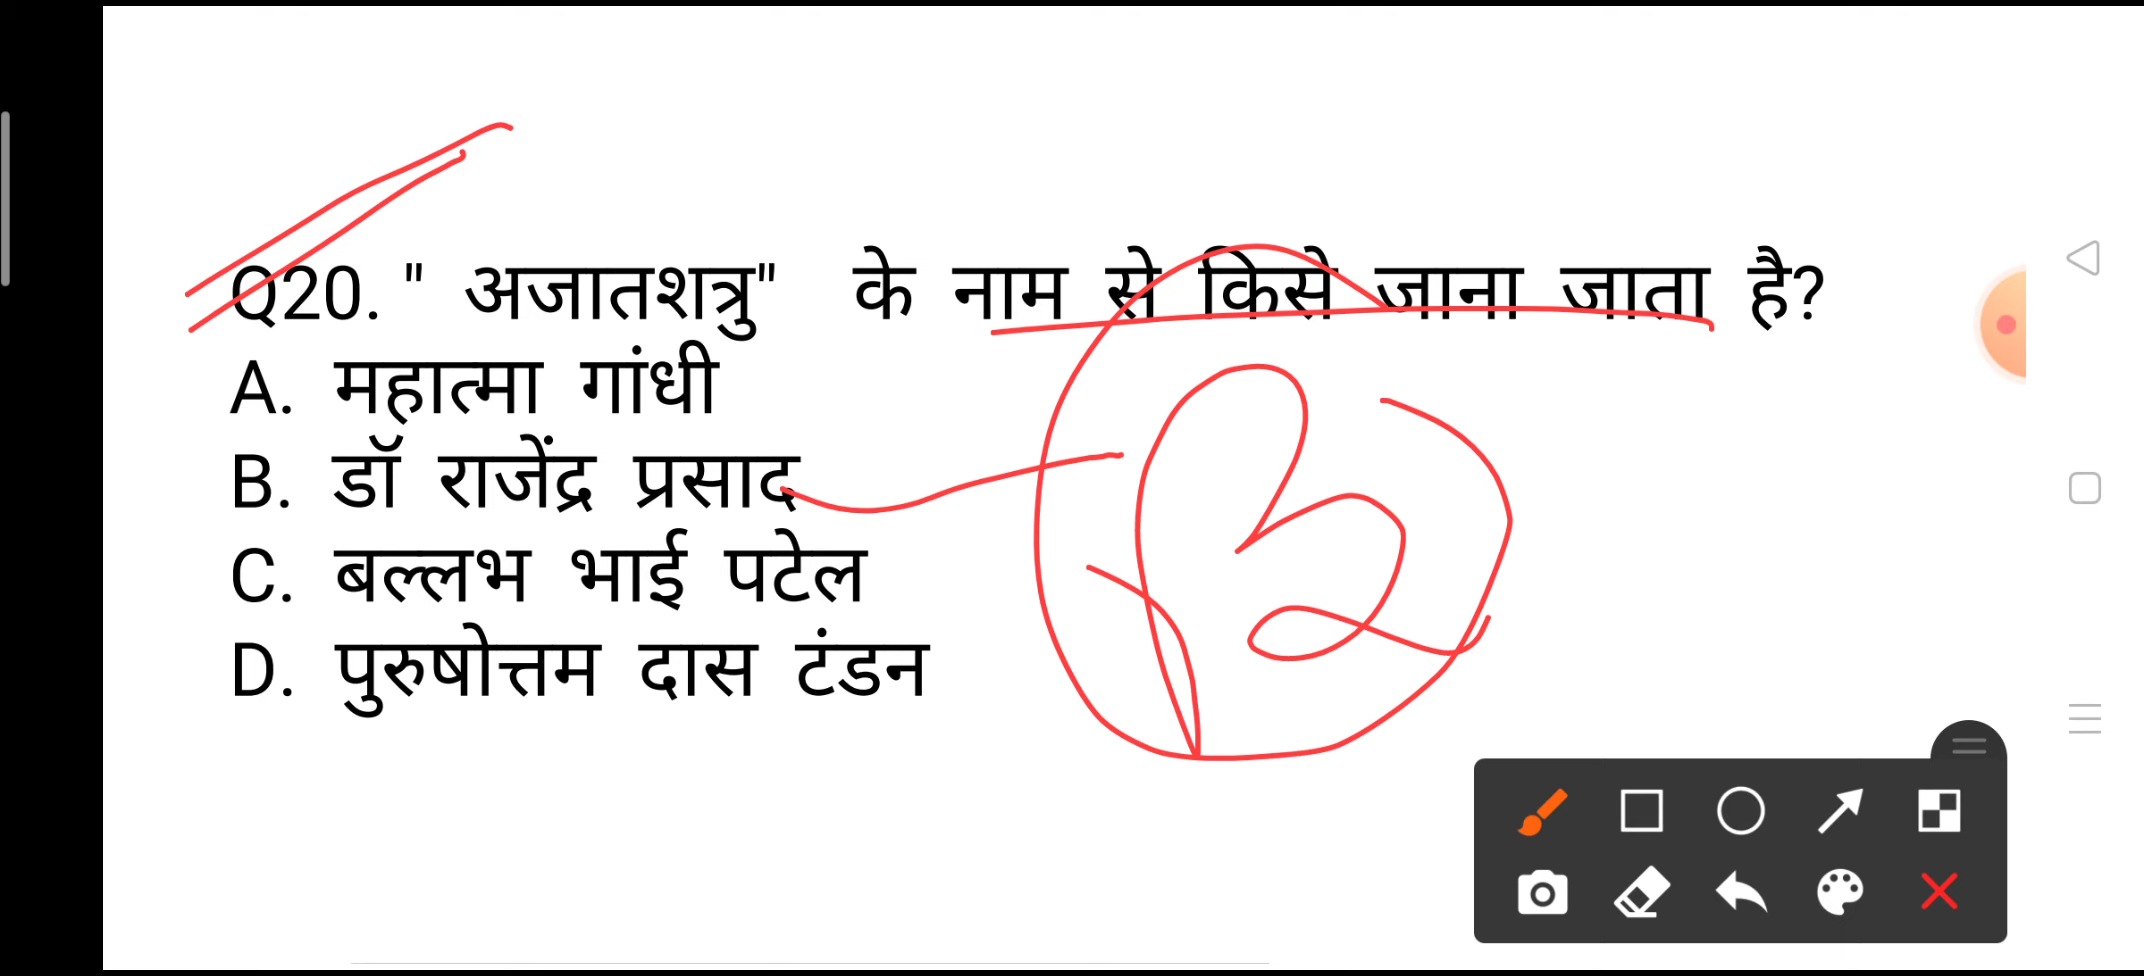 Q20. " अजातशत्रु" के नाम से किसे जाना जाता है?
A. महात्मा गांधी
B. डॉ राजेंद्र प्रसाद
C. बल्लभ भाई पटेल
D. पुरुषोत्तम दास टंडन
B